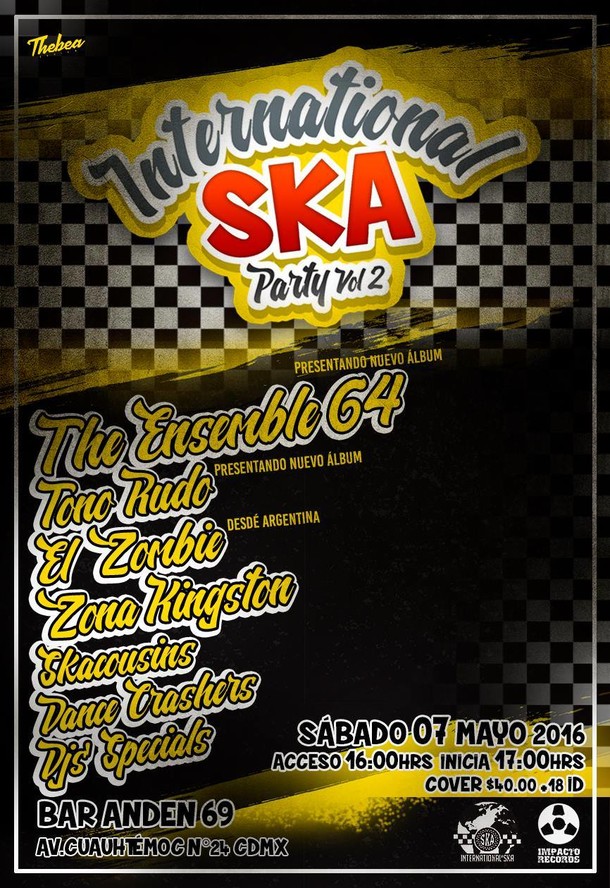 Thebea
International
SKA
Party Vol 2
PRESENTANDO NUEVO ÁLBUM
The Ensemble 64
PRESENTANDO NUEVO ÁLBUM
Tono Rudo
DESDÉ ARGENTINA
El Zombie
Zona Kingston
Skacousins
Dance Crashers
Djs' Specials
SÁBADO 07 MAYO 2016
ACCESO 16:00HRS INICIA 17:00HRS
COVER $40.00 +18 ID
BAR ANDEN 69
AV.CUAUHTÉMOC N°24 CDMX
SKA
INTERNATIONAL*SKA
IMPACTO
RECORDS